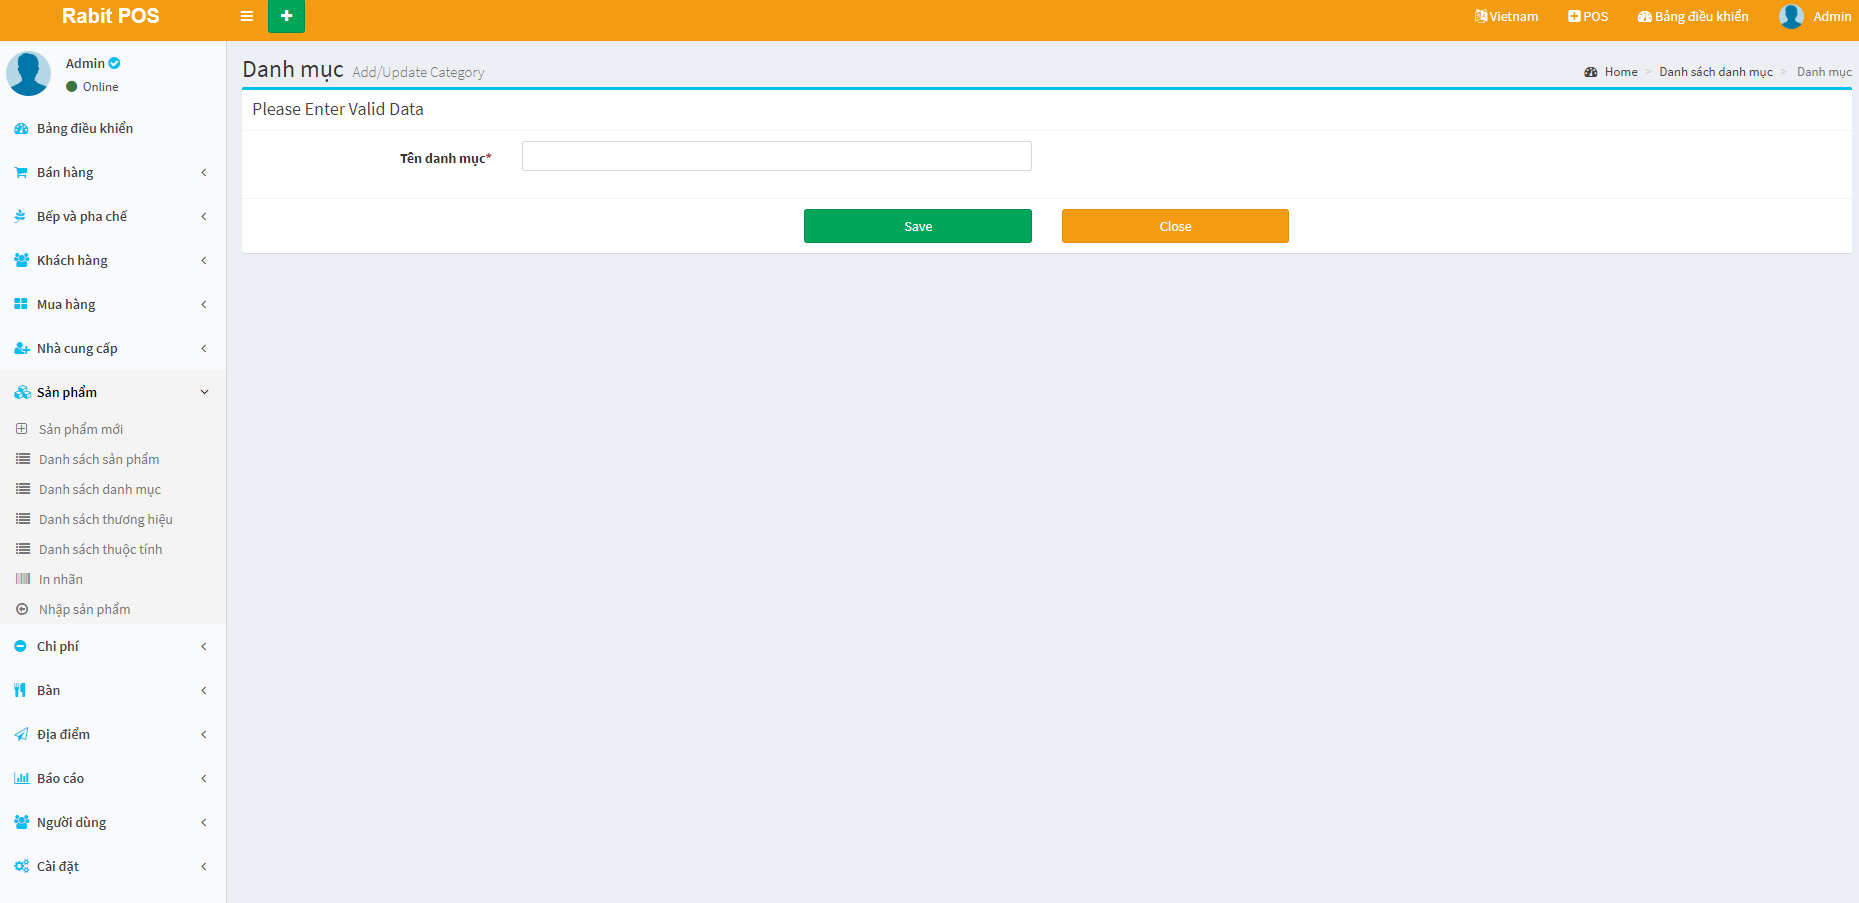 Rabit POS
Vietnam POS Bảng điều khiển Admin
Admin
Online
Bảng điều khiển
Bán hàng
Bếp và pha chế
Khách hàng
Mua hàng
Nhà cung cấp
Sản phẩm
Sản phẩm mới
Danh sách sản phẩm
Danh sách danh mục
Danh sách thương hiệu
Danh sách thuộc tính
In nhãn
Nhập sản phẩm
Chi phí
Bàn
Địa điểm
Báo cáo
Người dùng
Cài đặt
Danh mục Add/Update Category
Home > Danh sách danh mục > Danh mục
Please Enter Valid Data
Tên danh mục*
Save Close